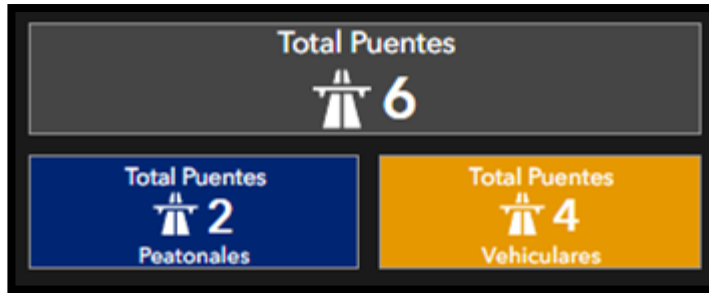 Total Puentes
6
Total Puentes
2
Peatonales
Total Puentes
4
Vehiculares